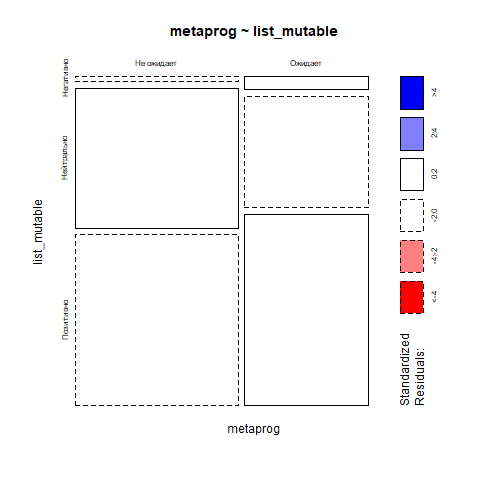 metaprog ~ list_mutable
Не ожидает
Ожидает
Негативно
Нейтрально
Позитивно
list_mutable
metaprog
>4
2:4
0:2
-2:0
-4:-2
<-4
Standardized
Residuals: